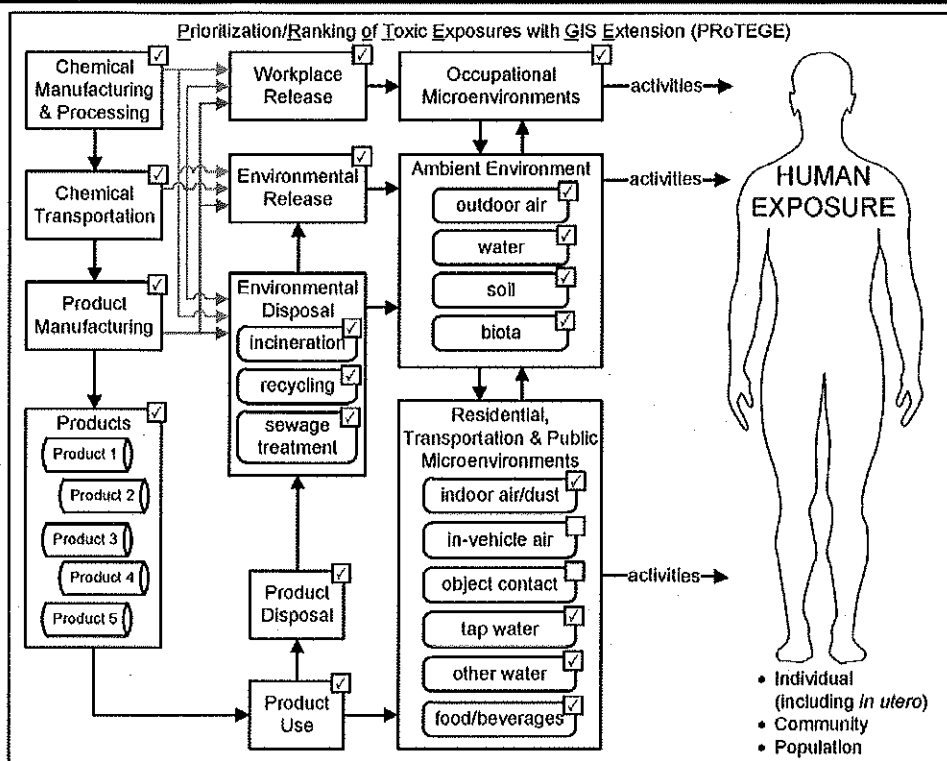 Prioritization/Ranking of Toxic Exposures with GIS Extension (PRoTEGE)
Chemical
Manufacturing
& Processing
Workplace
Release
Occupational
Microenvironments
activities
Chemical
Transportation
Environmental
Release
Ambient Environment
outdoor air
water
soil
biota
activities
HUMAN
EXPOSURE
Product
Manufacturing
Environmental
Disposal
incineration
recycling
sewage
treatment
Products
Product 1
Product 2
Product 3
Product 4
Product 5
Residential,
Transportation & Public
Microenvironments
indoor air/dust
in-vehicle air
object contact
tap water
other water
food/beverages
activities
Product
Disposal
Product
Use
• Individual
(including in utero)
• Community
• Population